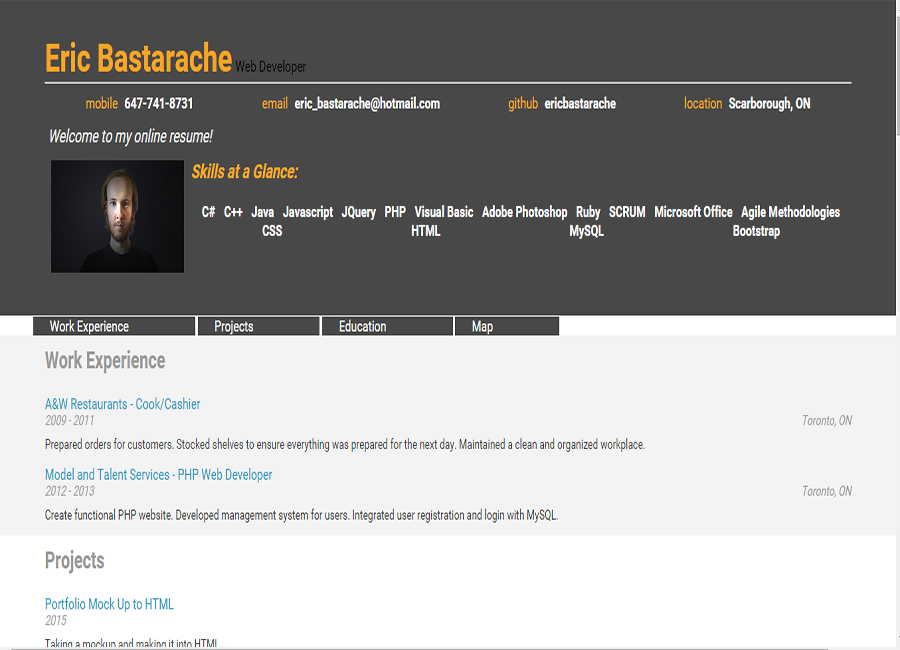 Eric Bastarache Web Developer
mobile 647-741-8731 email eric_bastarache@hotmail.com github ericbastarache location Scarborough, ON
Welcome to my online resume!
Skills at a Glance:
C# C++ Java Javascript JQuery PHP Visual Basic Adobe Photoshop Ruby SCRUM Microsoft Office Agile Methodologies
CSS HTML MySQL Bootstrap
Work Experience Projects Education Map
Work Experience
A&W Restaurants - Cook/Cashier
2009 - 2011 Toronto, ON
Prepared orders for customers. Stocked shelves to ensure everything was prepared for the next day. Maintained a clean and organized workplace.
Model and Talent Services - PHP Web Developer
2012 - 2013 Toronto, ON
Create functional PHP website. Developed management system for users. Integrated user registration and login with MySQL.
Projects
Portfolio Mock Up to HTML
2015
Taking a mockup and making it into HTML